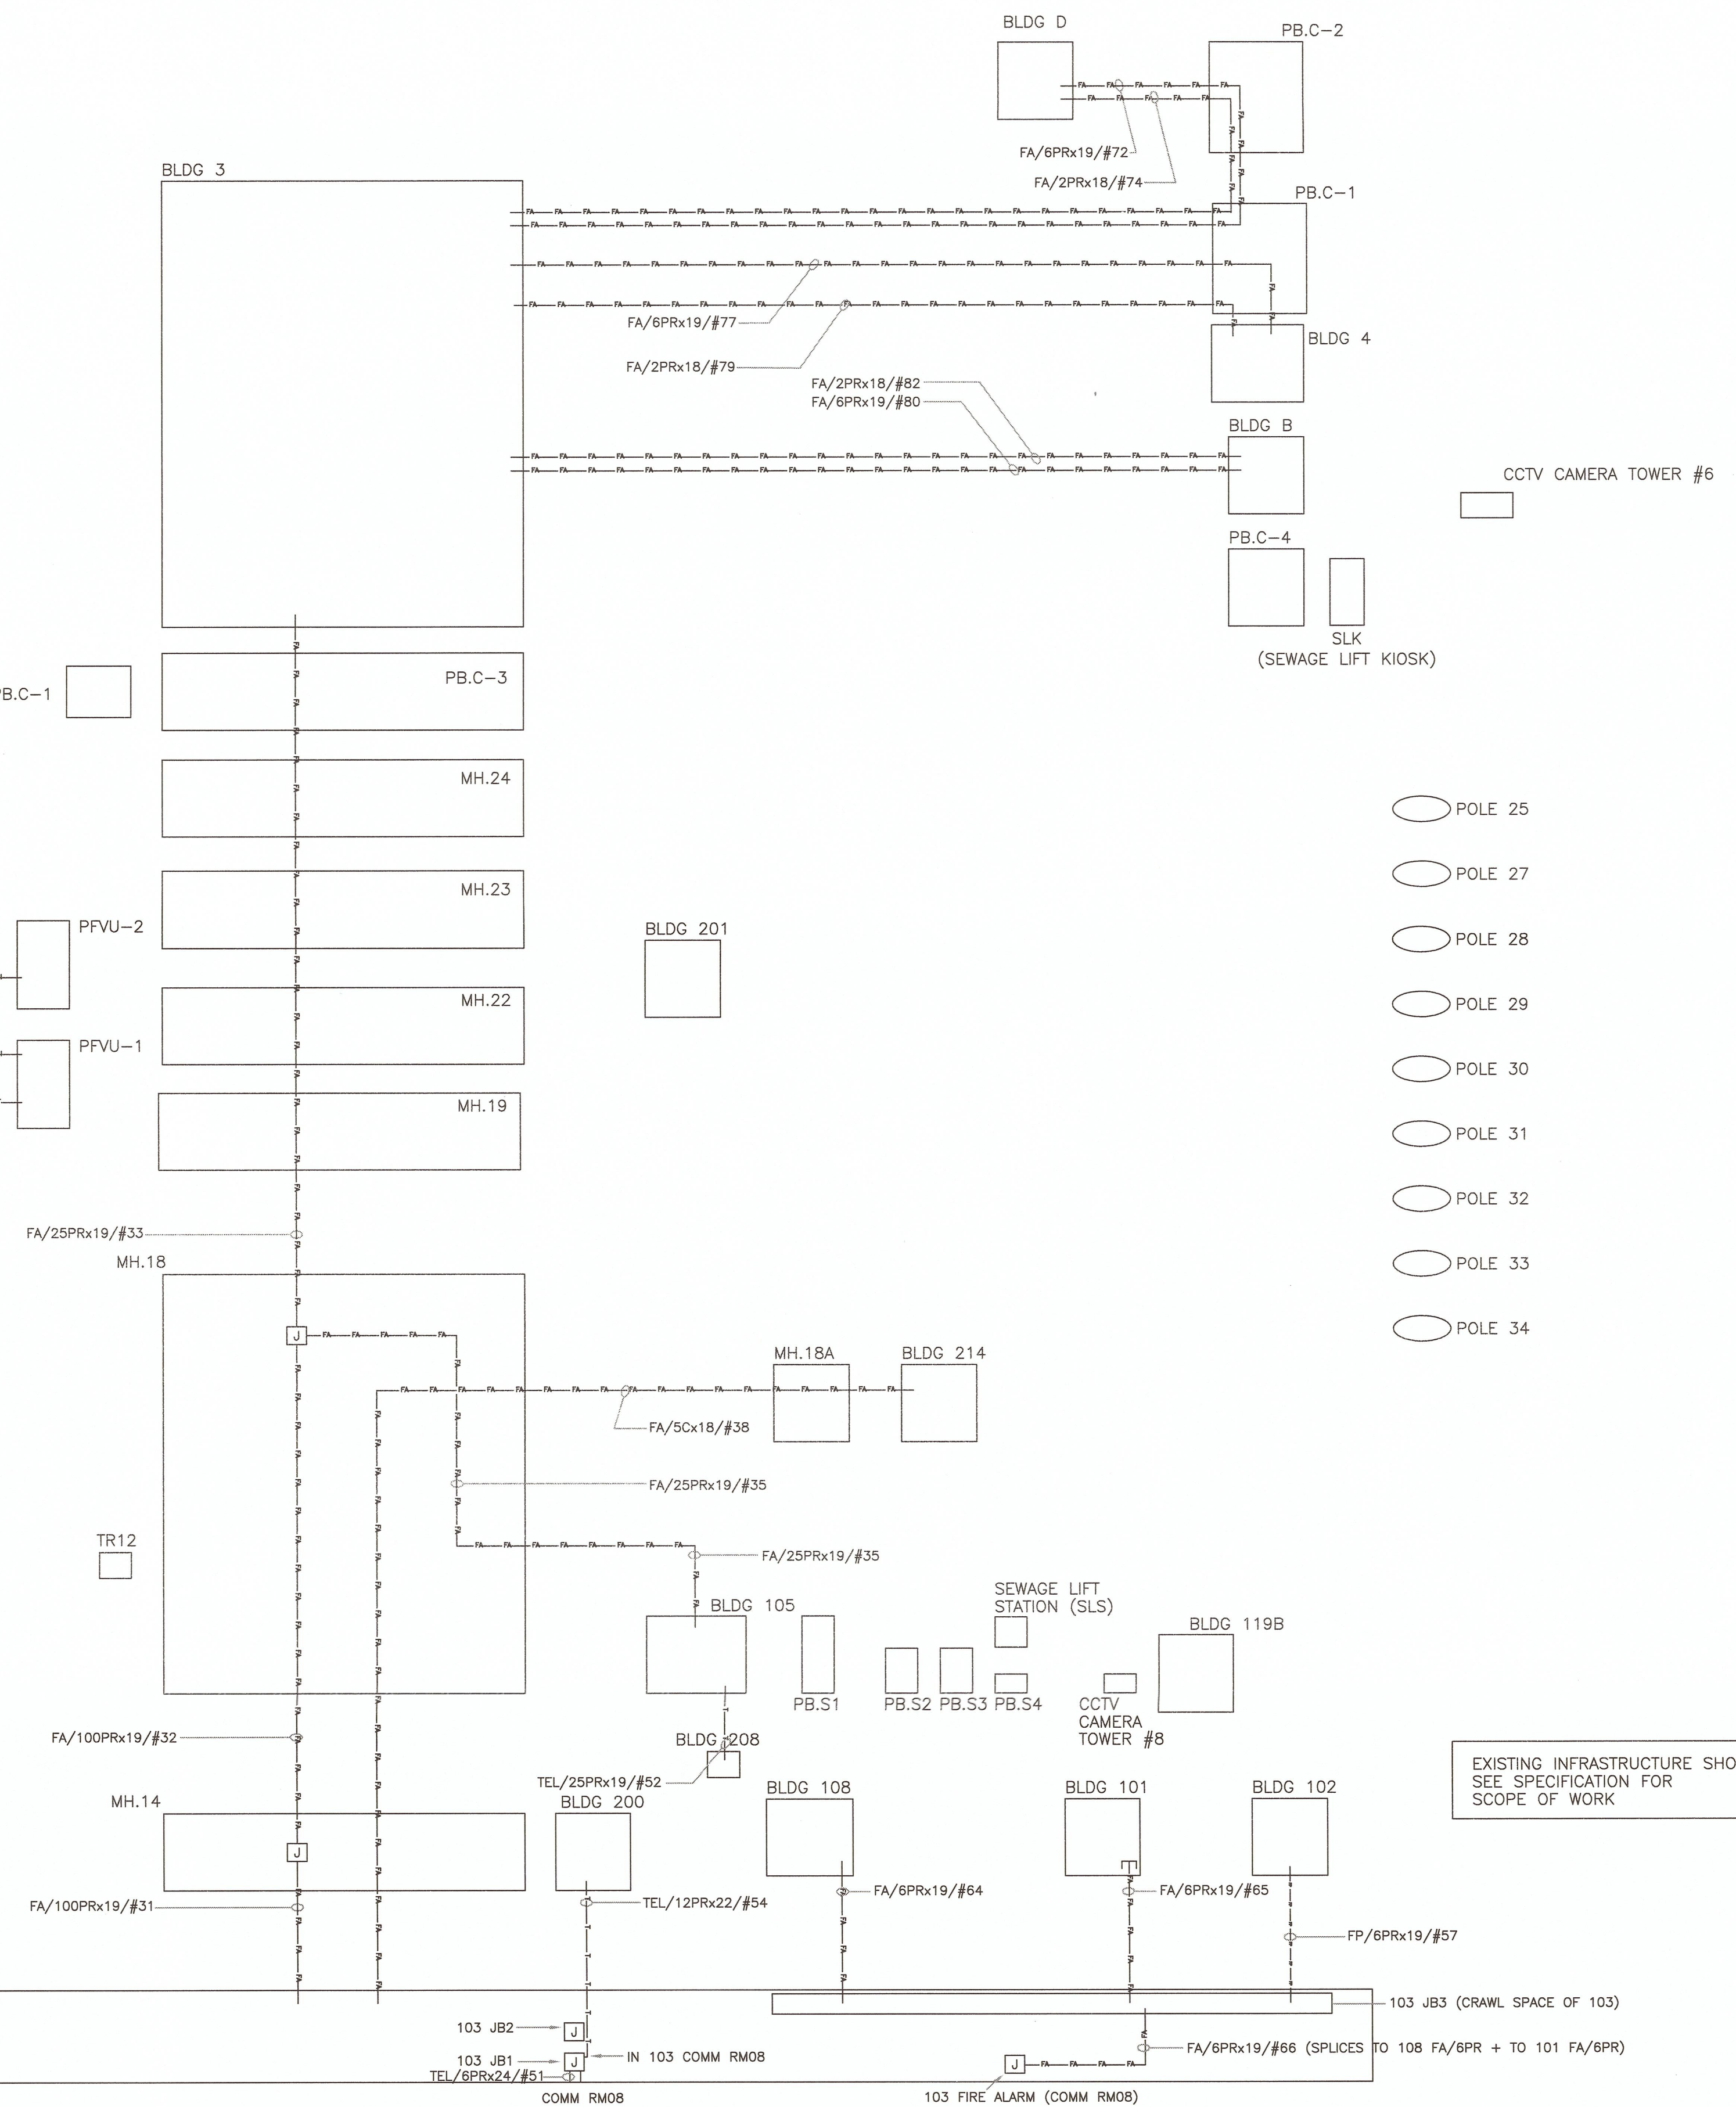 BLDG D
PB.C-2
FA/6PRx19/#72
FA/2PRx18/#74
BLDG 3
PB.C-1
FA/6PRx19/#77
FA/2PRx18/#79
BLDG 4
FA/2PRx18/#82
FA/6PRx19/#80
BLDG B
CCTV CAMERA TOWER #6
PB.C-4
SLK
(SEWAGE LIFT KIOSK)
PB.C-3
PB.C-1
MH.24
POLE 25
POLE 27
MH.23
PFVU-2
BLDG 201
POLE 28
MH.22
POLE 29
PFVU-1
POLE 30
MH.19
POLE 31
POLE 32
FA/25PRx19/#33
MH.18
POLE 33
J
POLE 34
MH.18A
BLDG 214
FA/5Cx18/#38
FA/25PRx19/#35
TR12
FA/25PRx19/#35
SEWAGE LIFT
STATION (SLS)
BLDG 105
BLDG 119B
PB.S1
PB.S2
PB.S3
PB.S4
CCTV
CAMERA
TOWER #8
FA/100PRx19/#32
BLDG 208
TEL/25PRx19/#52
EXISTING INFRASTRUCTURE SHO
SEE SPECIFICATION FOR
SCOPE OF WORK
MH.14
BLDG 200
BLDG 108
BLDG 101
BLDG 102
J
FA/100PRx19/#31
TEL/12PRx22/#54
FA/6PRx19/#64
FA/6PRx19/#65
FP/6PRx19/#57
103 JB3 (CRAWL SPACE OF 103)
103 JB2
J
103 JB1
J
IN 103 COMM RM08
TEL/6PRx24/#51
COMM RM08
FA/6PRx19/#66 (SPLICES TO 108 FA/6PR + TO 101 FA/6PR)
J
103 FIRE ALARM (COMM RM08)